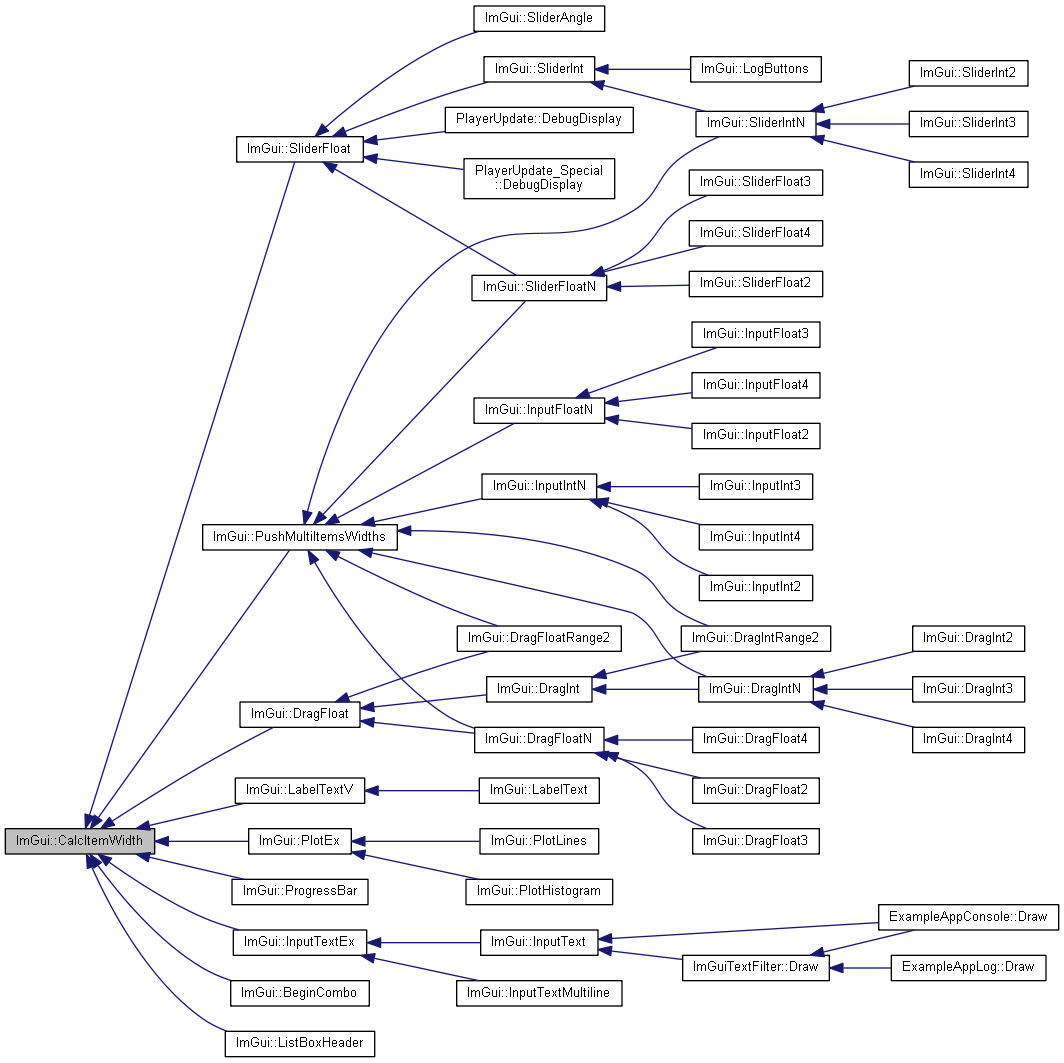 ImGui::SliderAngle
ImGui::SliderInt
ImGui::LogButtons
ImGui::SliderInt2
PlayerUpdate::DebugDisplay
ImGui::SliderIntN
ImGui::SliderInt3
ImGui::SliderFloat
PlayerUpdate_Special
::DebugDisplay
ImGui::SliderInt4
ImGui::SliderFloat3
ImGui::SliderFloat4
ImGui::SliderFloatN
ImGui::SliderFloat2
ImGui::InputFloat3
ImGui::InputFloat4
ImGui::InputFloatN
ImGui::InputFloat2
ImGui::InputIntN
ImGui::InputInt3
ImGui::PushMultiItemsWidths
ImGui::InputInt4
ImGui::InputInt2
ImGui::DragFloatRange2
ImGui::DragIntRange2
ImGui::DragInt2
ImGui::DragInt
ImGui::DragIntN
ImGui::DragInt3
ImGui::DragFloat
ImGui::DragFloatN
ImGui::DragFloat4
ImGui::DragInt4
ImGui::LabelTextV
ImGui::LabelText
ImGui::DragFloat2
ImGui::CalcItemWidth
ImGui::PlotEx
ImGui::PlotLines
ImGui::DragFloat3
ImGui::ProgressBar
ImGui::PlotHistogram
ExampleAppConsole::Draw
ImGui::InputTextEx
ImGui::InputText
ImGuiTextFilter::Draw
ExampleAppLog::Draw
ImGui::BeginCombo
ImGui::InputTextMultiline
ImGui::ListBoxHeader